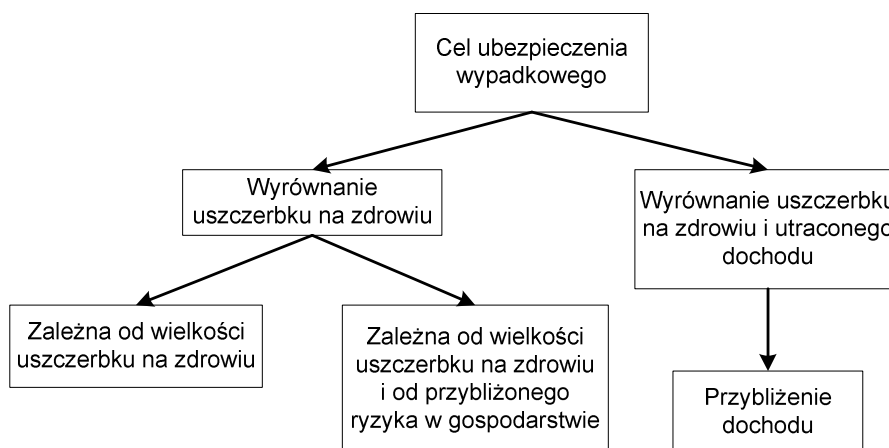 Cel ubezpieczenia
wypadkowego
Wyrównanie
uszczerbku na zdrowiu
Wyrównanie uszczerbku
na zdrowiu i utraconego
dochodu
Zależna od wielkości
uszczerbku na zdrowiu
Zależna od wielkości
uszczerbku na zdrowiu
i od przybliżonego
ryzyka w gospodarstwie
Przybliżenie
dochodu